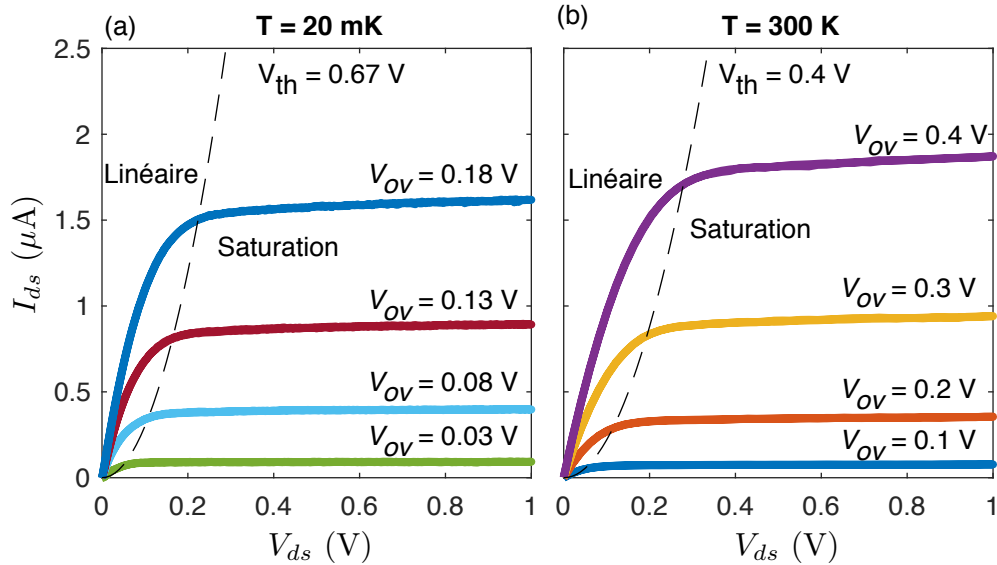 (a)
T = 20 mK
2.5
2
1.5
1
0.5
0
I_ds (μA)
V_th = 0.67 V
Linéaire
V_ov = 0.18 V
Saturation
V_ov = 0.13 V
V_ov = 0.08 V
V_ov = 0.03 V
0 0.2 0.4 0.6 0.8 1
V_ds (V)
(b)
T = 300 K
V_th = 0.4 V
V_ov = 0.4 V
Linéaire
Saturation
V_ov = 0.3 V
V_ov = 0.2 V
V_ov = 0.1 V
0 0.2 0.4 0.6 0.8 1
V_ds (V)